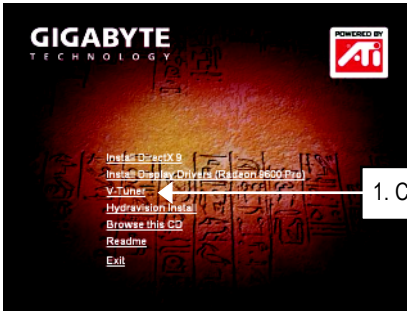 GIGABYTE
TECHNOLOGY
POWERED BY
ATi
Install DirectX 9
Install Display Drivers (Radeon 9600 Pro)
V-Tuner
Hydravision Install
Browse this CD
Readme
Exit
1. C